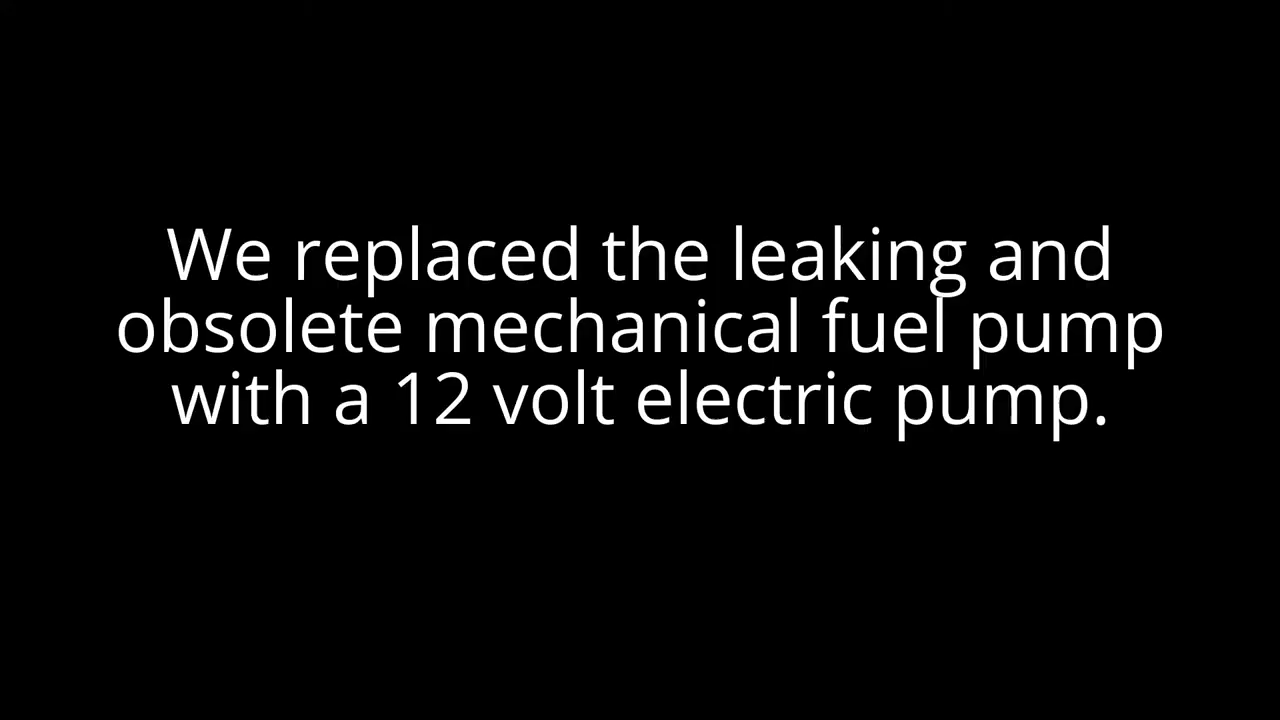 We replaced the leaking and
obsolete mechanical fuel pump
with a 12 volt electric pump.